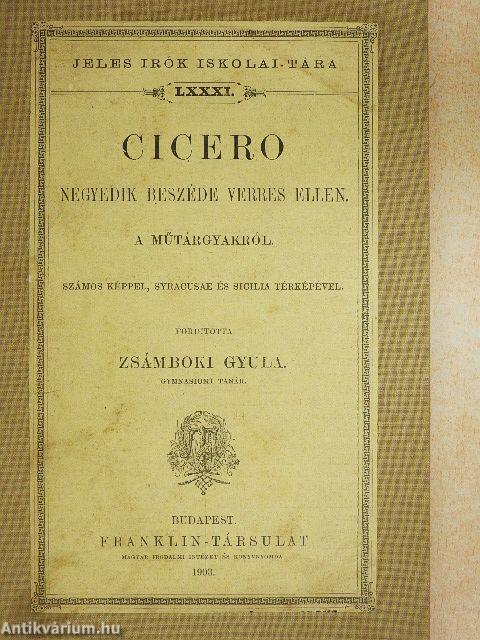 JELES IRÓK ISKOLAI-TÁRA
LXXXI.
CICERO
NEGYEDIK BESZÉDE VERRES ELLEN.
A MŰTÁRGYAKRÓL.
SZÁMOS KÉPPEL, SYRACUSAE ÉS SICILIA TÉRKÉPÉVEL.
FORDITOTTA
ZSÁMBOKI GYULA.
GYMNASIUMI TANÁR.
BUDAPEST.
FRANKLIN-TÁRSULAT
MAGYAR IRODALMI INTÉZET ÉS KÖNYVNYOMDA
1903.
Antikvárium.hu